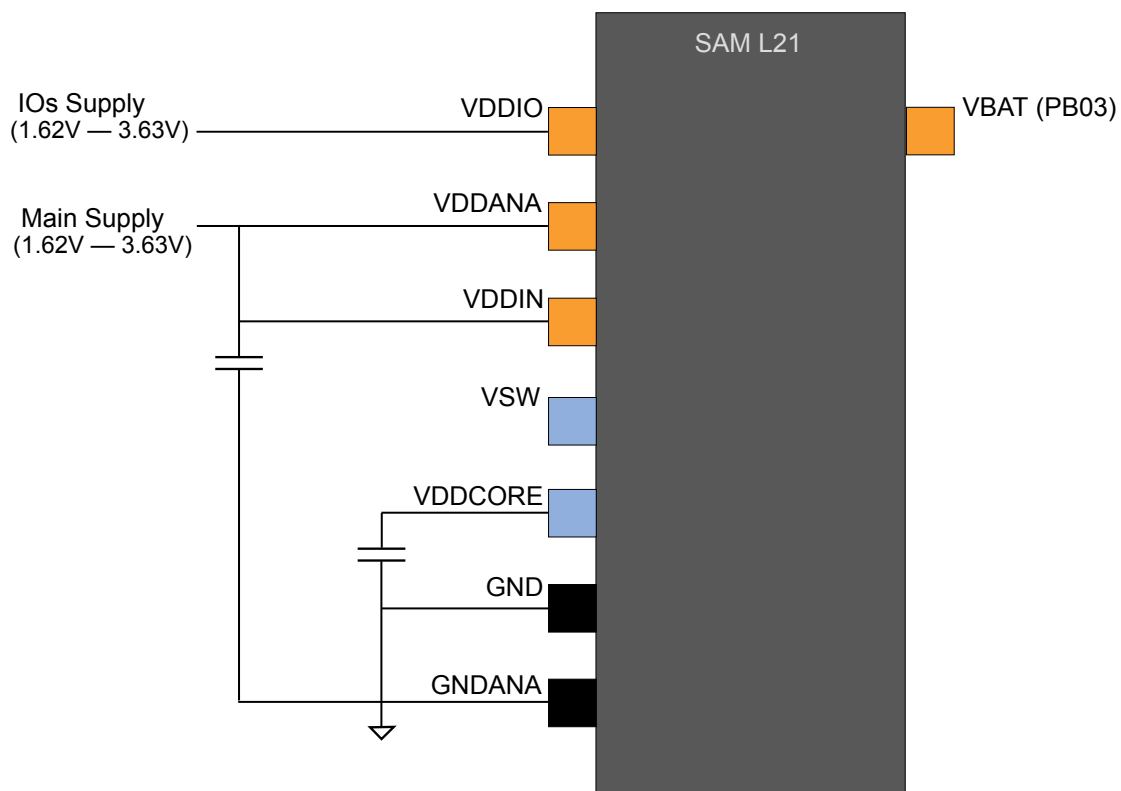 SAM L21
IOs Supply
(1.62V — 3.63V)
VDDIO
VBAT (PB03)
Main Supply
(1.62V — 3.63V)
VDDANA
VDDIN
VSW
VDDCORE
GND
GNDANA